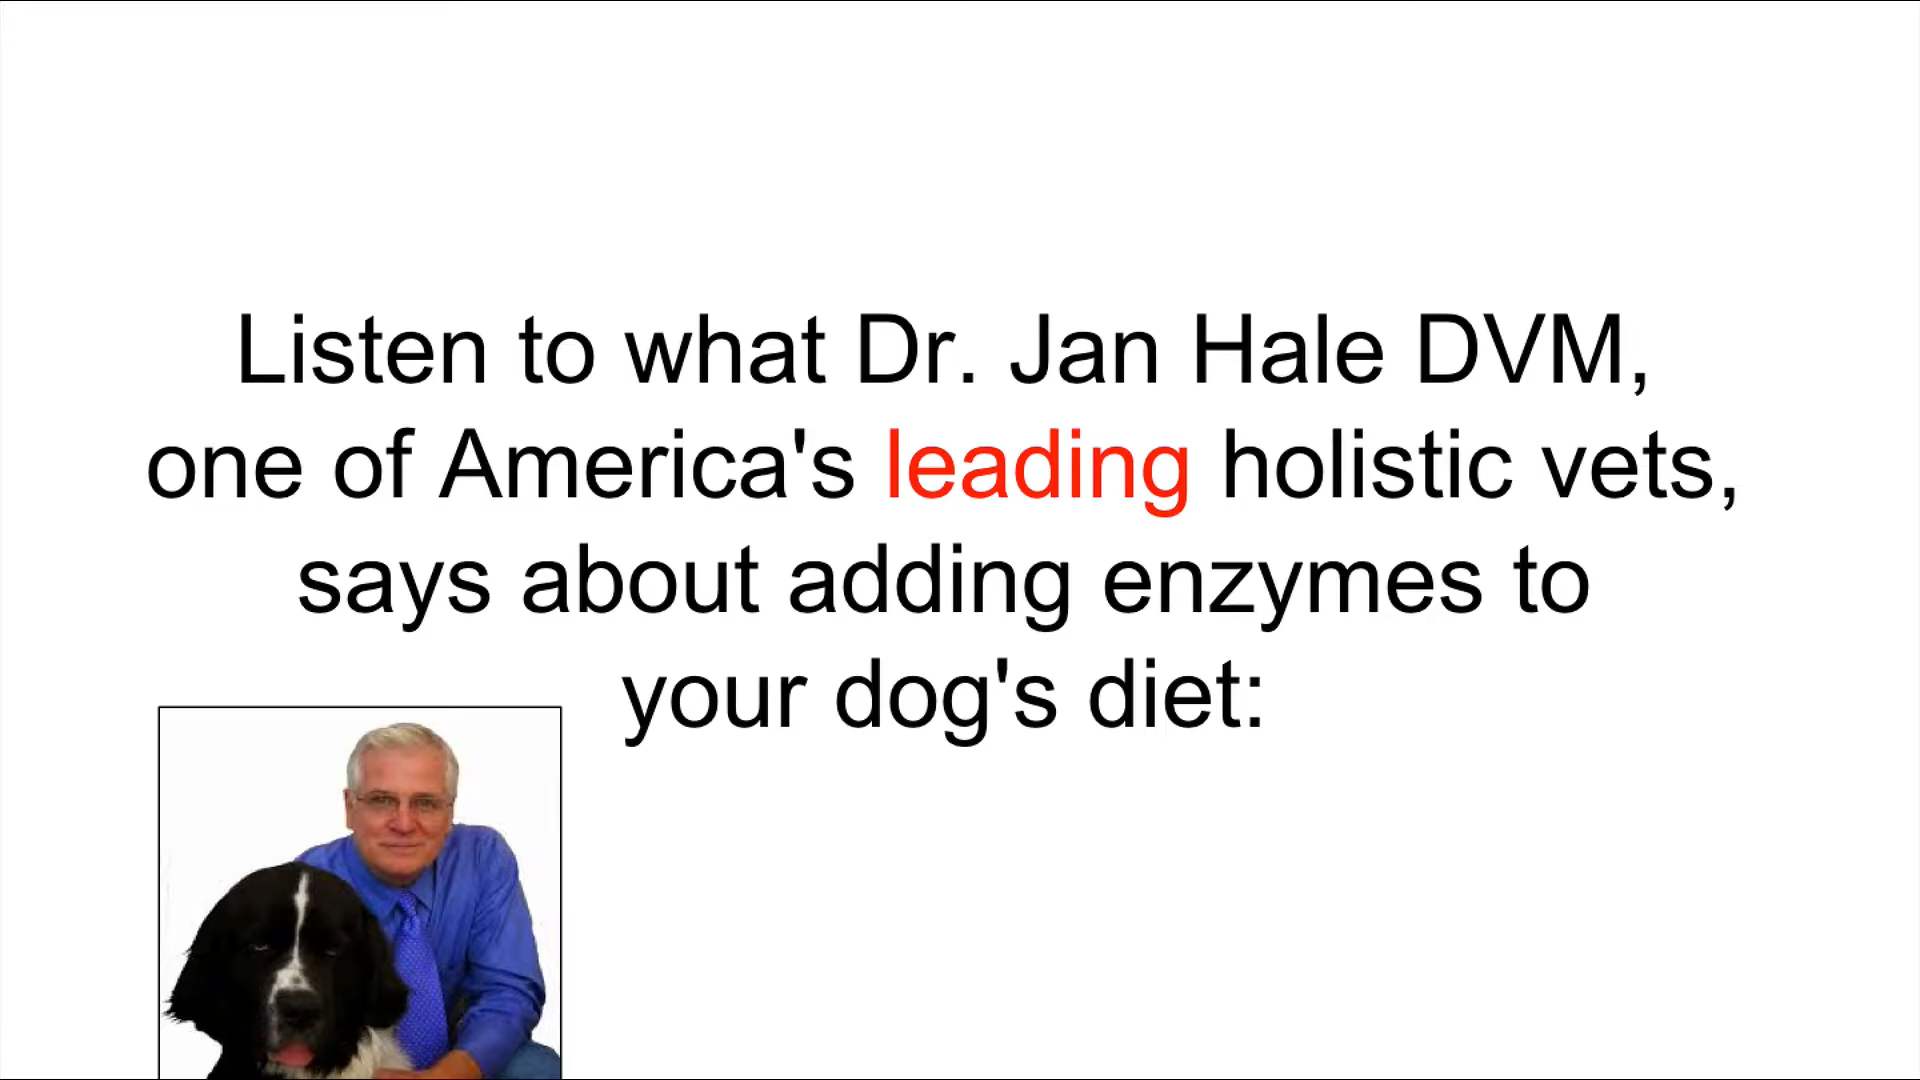 Listen to what Dr. Jan Hale DVM,
one of America's leading holistic vets,
says about adding enzymes to
your dog's diet: